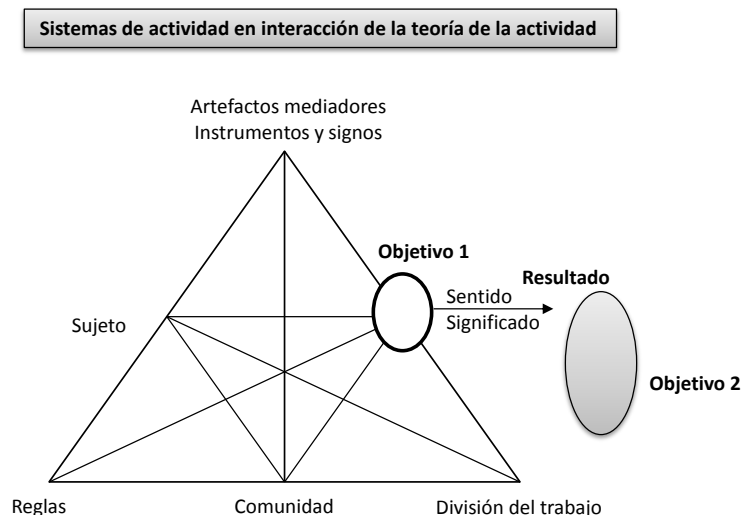 Sistemas de actividad en interacción de la teoría de la actividad
Artefactos mediadores
Instrumentos y signos
Objetivo 1
Resultado
Sentido
Significado
Sujeto
Objetivo 2
Reglas
Comunidad
División del trabajo